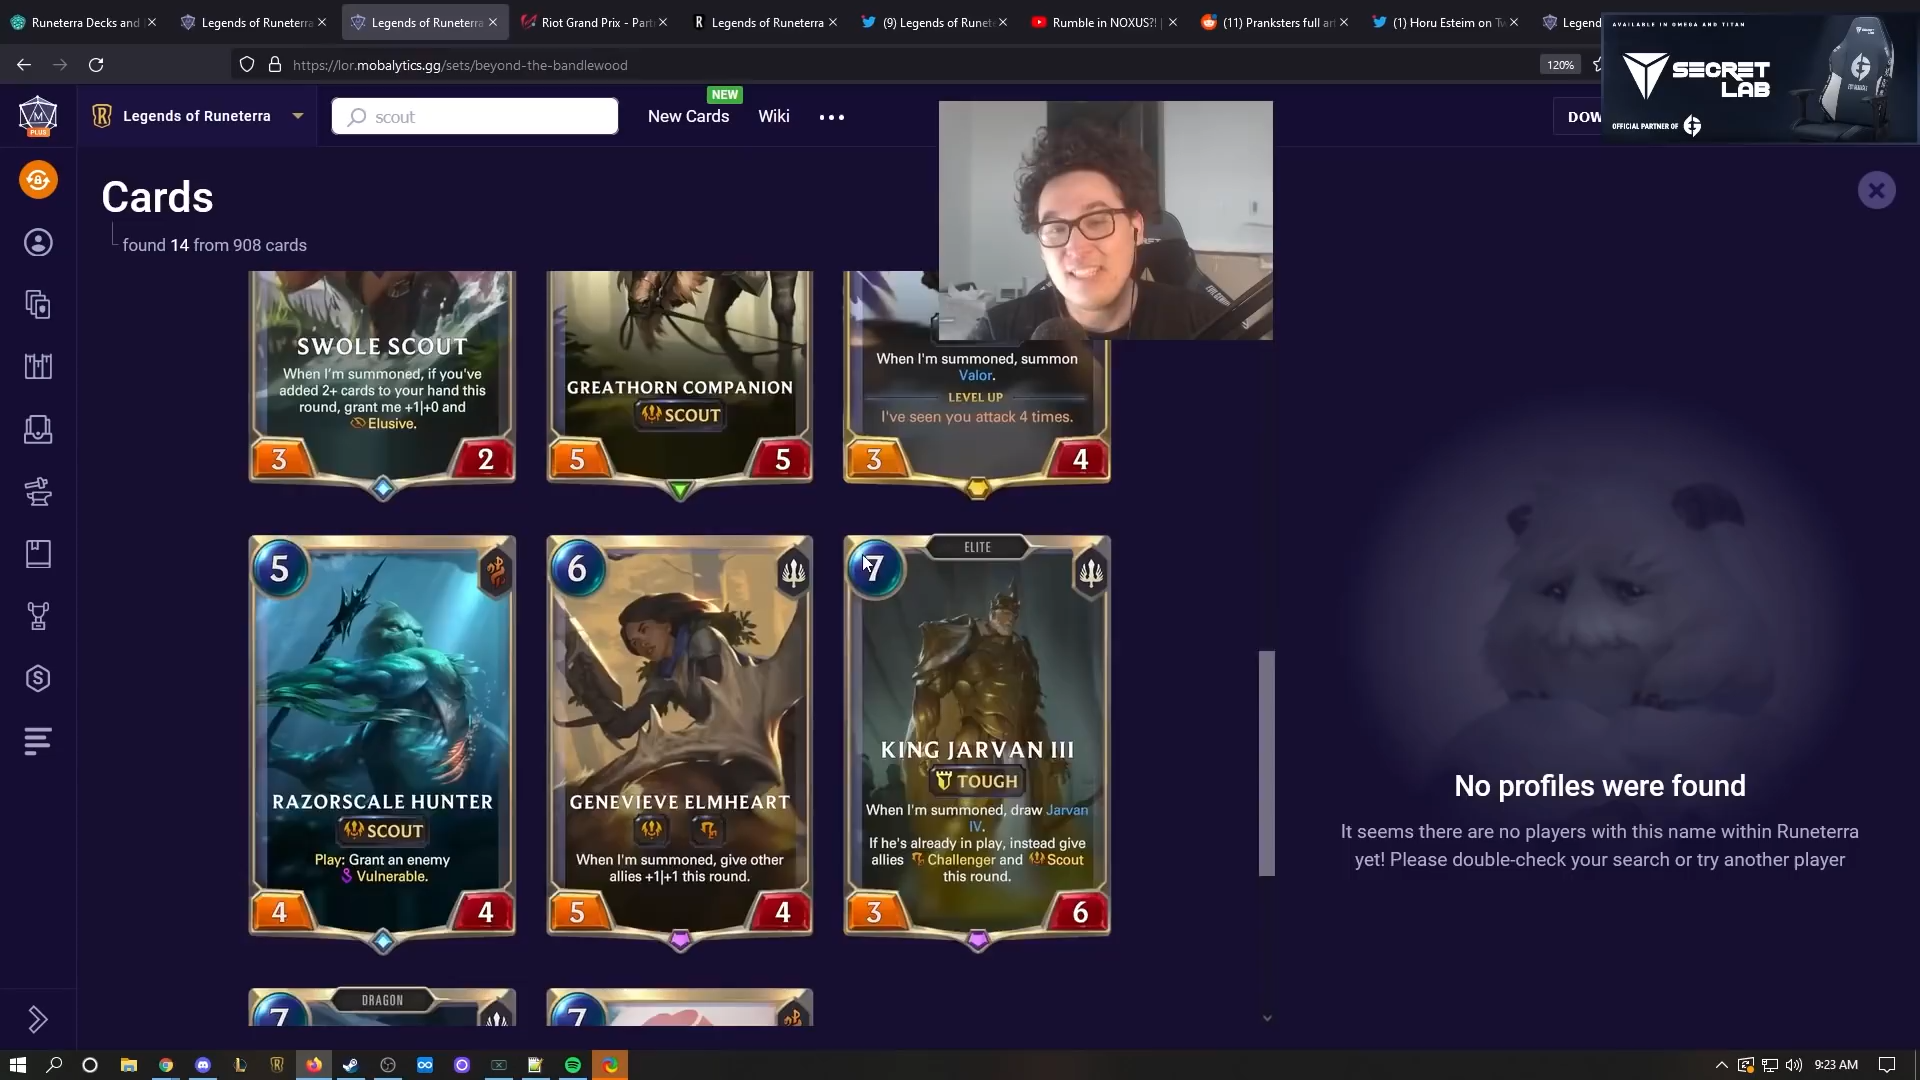 Runeterra Decks and
Legends of Runeterra
Legends of Runeterra
Riot Grand Prix - Part
Legends of Runeterra
(9) Legends of Runet
Rumble in NOXUS?! |
(11) Pranksters full ar
(1) Horu Esteim on Tw
Legend
https://lor.mobalytics.gg/sets/beyond-the-bandlewood
120%
AVAILABLE IN OMEGA AND TITAN
SECRET
LAB
OFFICIAL PARTNER OF
PLUS
Legends of Runeterra
scout
NEW
New Cards
Wiki
DOW
Cards
found 14 from 908 cards
SWOLE SCOUT
When I'm summoned, if you've
added 2+ cards to your hand this
round, grant me +1|+0 and
Elusive.
3
2
GREATHORN COMPANION
SCOUT
5
5
When I'm summoned, summon
Valor.
LEVEL UP
I've seen you attack 4 times.
3
4
5
RAZORSCALE HUNTER
SCOUT
Play: Grant an enemy
Vulnerable.
4
4
6
GENEVIEVE ELMHEART
When I'm summoned, give other
allies +1|+1 this round.
5
4
ELITE
7
KING JARVAN III
TOUGH
When I'm summoned, draw Jarvan
IV.
If he's already in play, instead give
allies Challenger and Scout
this round.
3
6
DRAGON
7
7
No profiles were found
It seems there are no players with this name within Runeterra
yet! Please double-check your search or try another player
9:23 AM